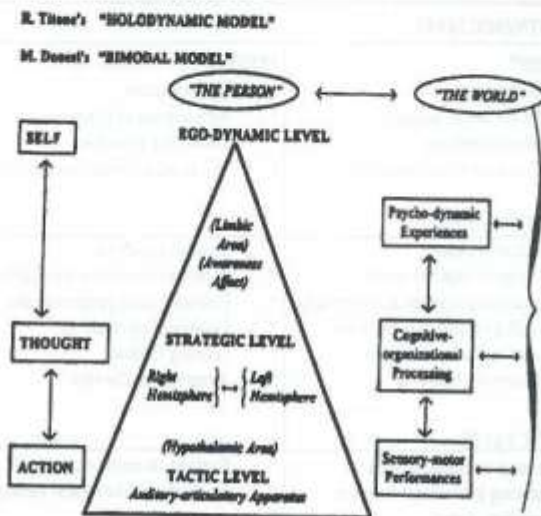 R. Titone's "HOLODYNAMIC MODEL"
M. Danesi's "BIMODAL MODEL"
"THE PERSON"
"THE WORLD"
SELF
EGO-DYNAMIC LEVEL
(Limbic
Area)
(Awareness
Affect)
Psycho-dynamic
Experiences
THOUGHT
STRATEGIC LEVEL
Right
Hemisphere
Left
Hemisphere
Cognitive-
organizational
Processing
ACTION
(Hypothalamic Area)
TACTIC LEVEL
Auditory-articulatory Apparatus
Sensory-motor
Performances